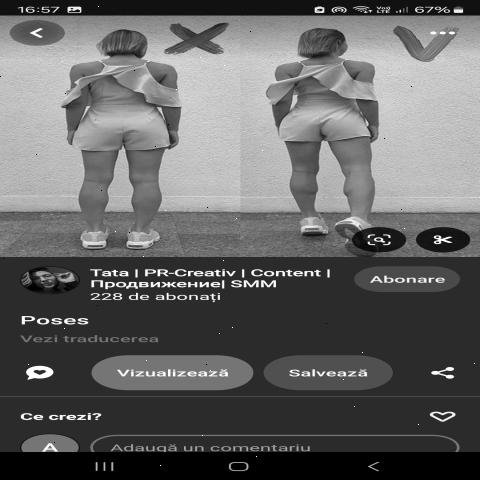 16:57
67%
Tata | PR-Creativ | Content |
Продвижение| SMM
228 de abonați
Abonare
Poses
Vezi traducerea
Vizualizează
Salvează
Ce crezi?
A
Adaugă un comentariu